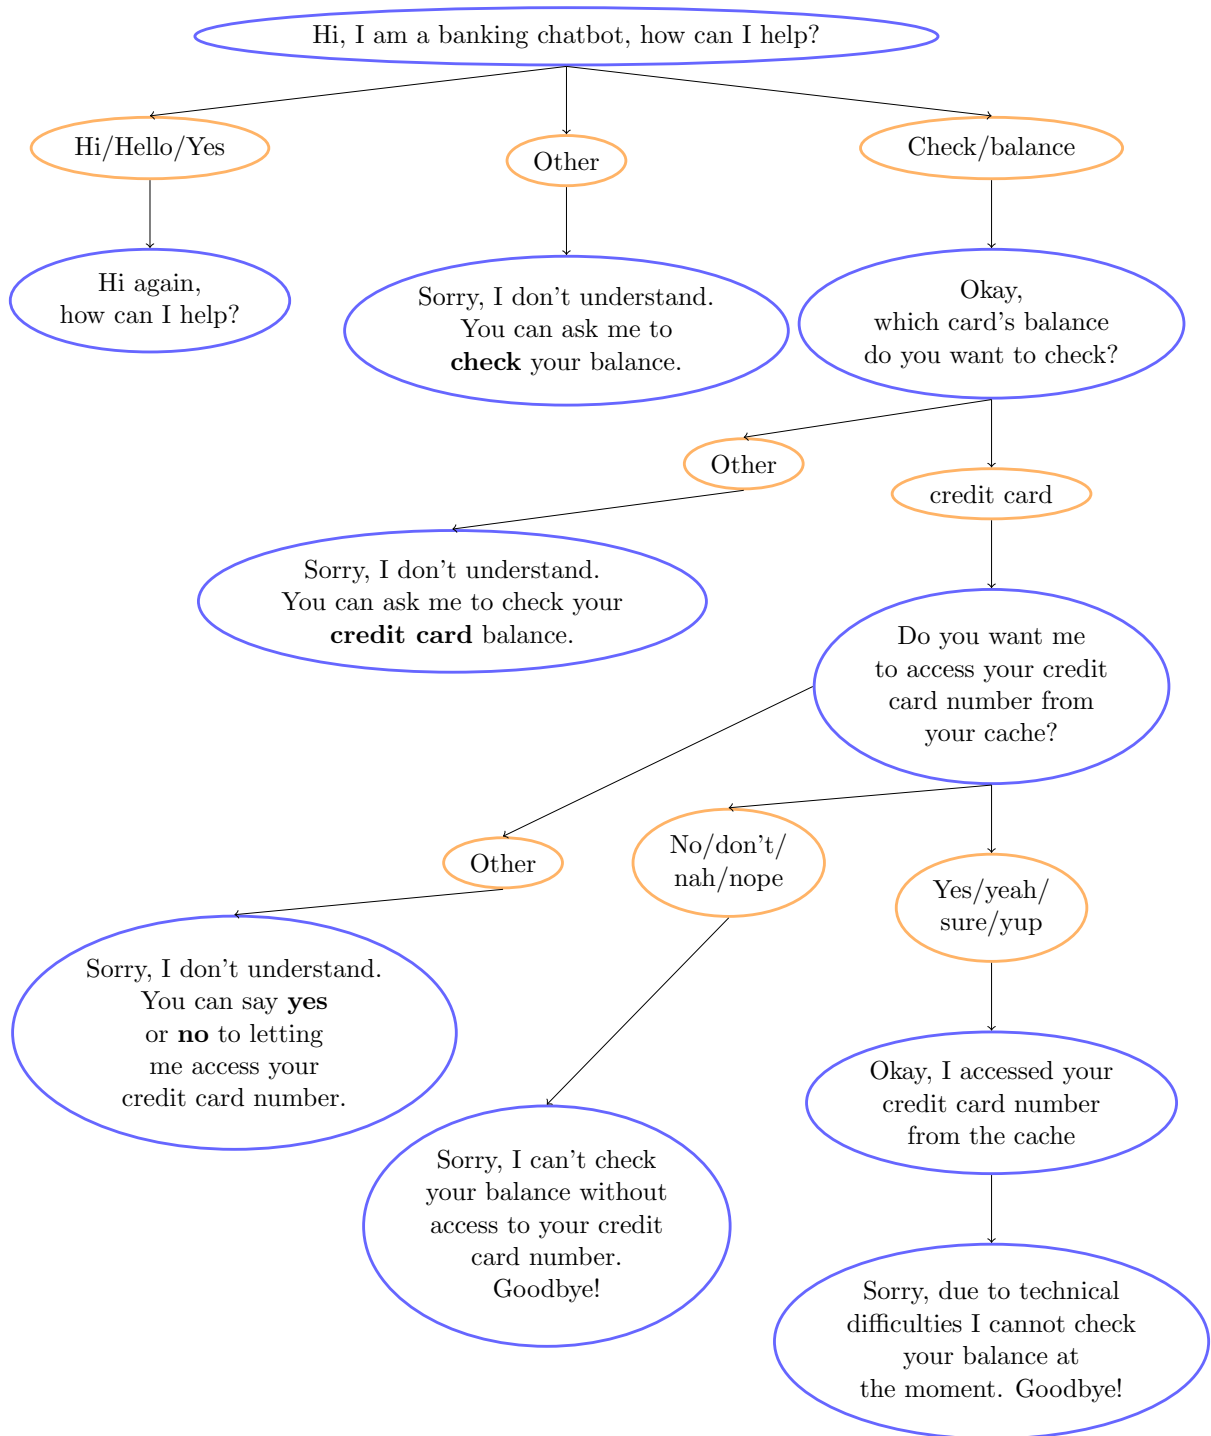 Hi, I am a banking chatbot, how can I help?
Hi/Hello/Yes
Other
Check/balance
Hi again,
how can I help?
Sorry, I don't understand.
You can ask me to
check your balance.
Okay,
which card's balance
do you want to check?
Other
credit card
Sorry, I don't understand.
You can ask me to check your
credit card balance.
Do you want me
to access your credit
card number from
your cache?
Other
No/don't/
nah/nope
Yes/yeah/
sure/yup
Sorry, I don't understand.
You can say yes
or no to letting
me access your
credit card number.
Sorry, I can't check
your balance without
access to your credit
card number.
Goodbye!
Okay, I accessed your
credit card number
from the cache
Sorry, due to technical
difficulties I cannot check
your balance at
the moment. Goodbye!